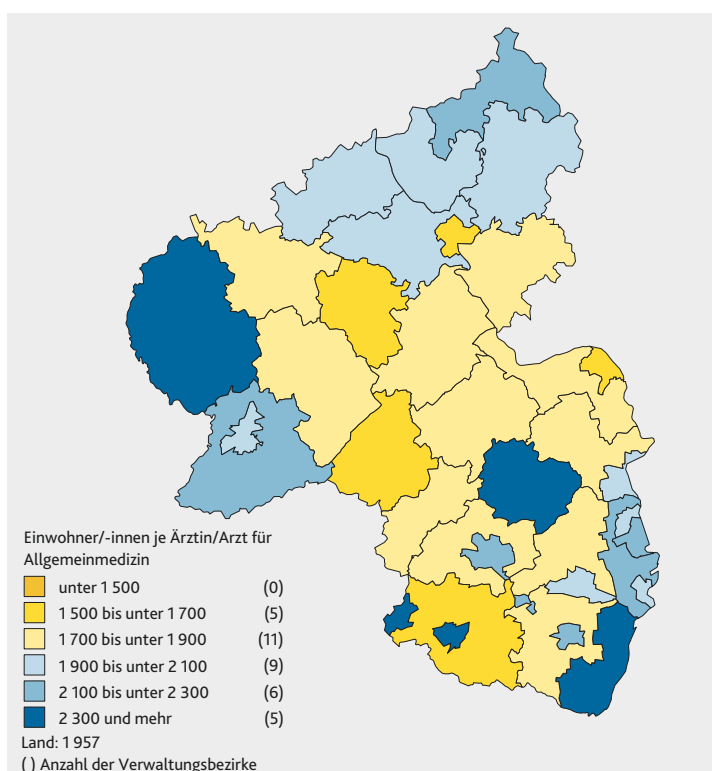 Einwohner/-innen je Ärztin/Arzt für
Allgemeinmedizin
unter 1 500 (0)
1 500 bis unter 1 700 (5)
1 700 bis unter 1 900 (11)
1 900 bis unter 2 100 (9)
2 100 bis unter 2 300 (6)
2 300 und mehr (5)
Land: 1 957
( ) Anzahl der Verwaltungsbezirke